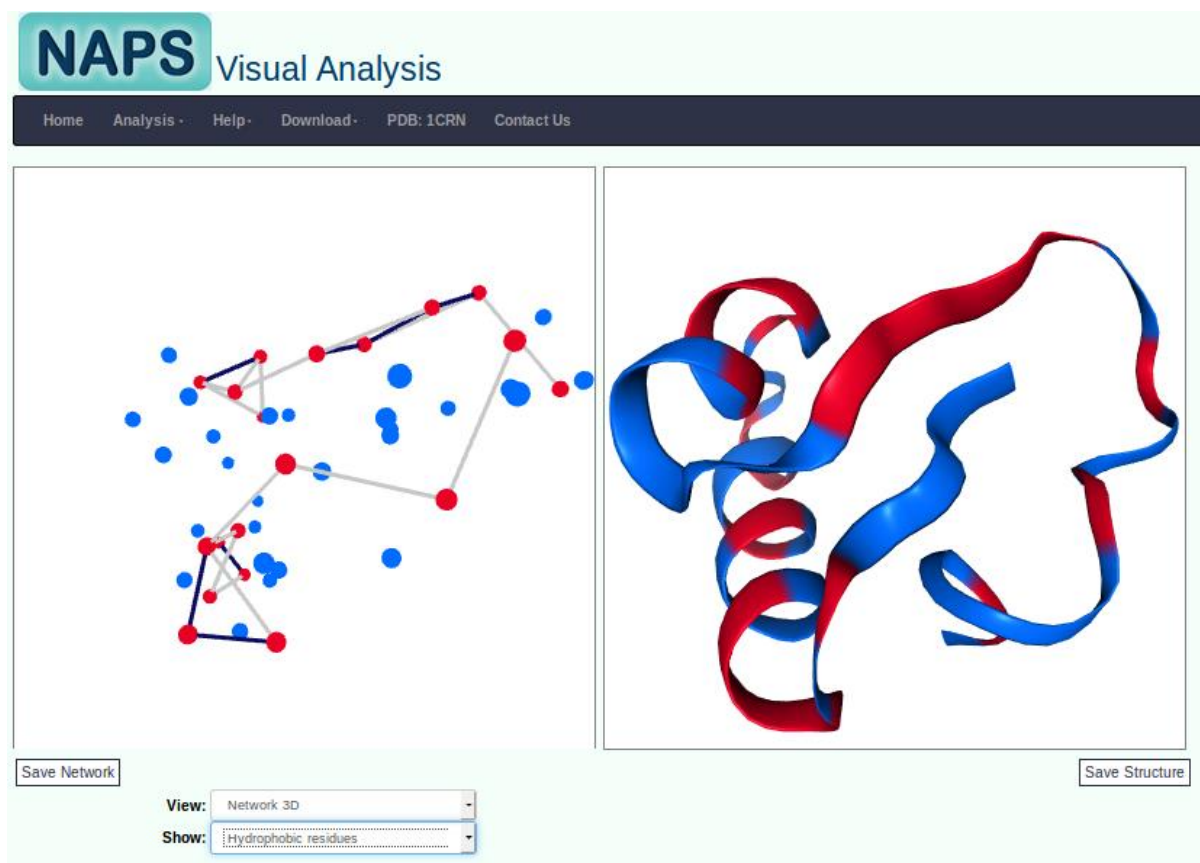 NAPS Visual Analysis
Home Analysis Help Download PDB: 1CRN Contact Us
Save Network Save Structure
View: Network 3D
Show: Hydrophobic residues